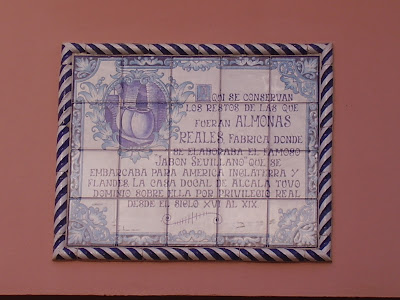 AQUI SE CONSERVAN
LOS RESTOS DE LAS QUE
FUERAN ALMONAS
REALES, FABRICA DONDE
SE ELABORABA EL FAMOSO
JABON SEVILLANO QUE SE
EMBARCABA PARA AMERICA INGLATERRA Y
FLANDER. LA CASA DUCAL DE ALCALA TUVO
DOMINIO SOBRE ELLA POR PRIVILEGIO REAL
DESDE EL SIGLO XVI AL XIX